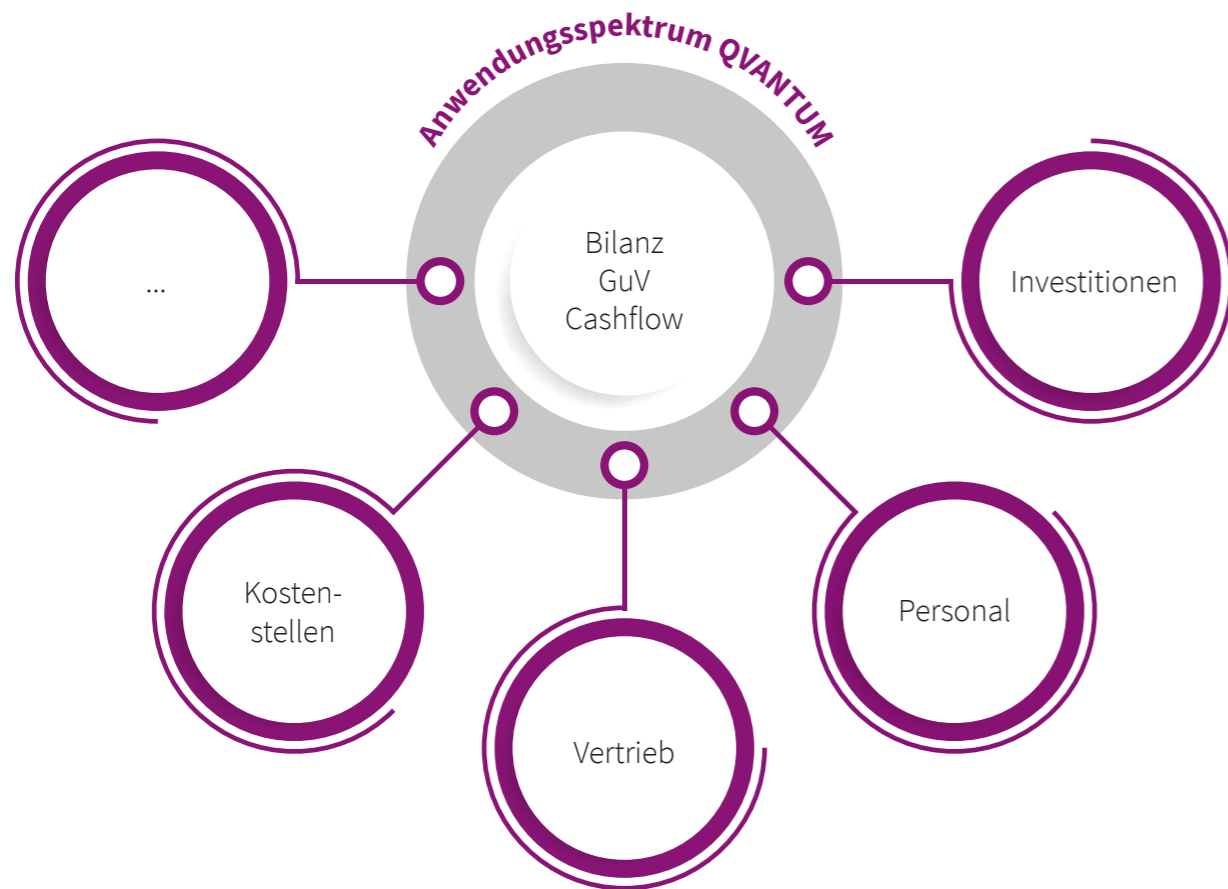 Anwendungsspektrum QVANTUM
Bilanz
GuV
Cashflow
...
Investitionen
Kosten-
stellen
Personal
Vertrieb